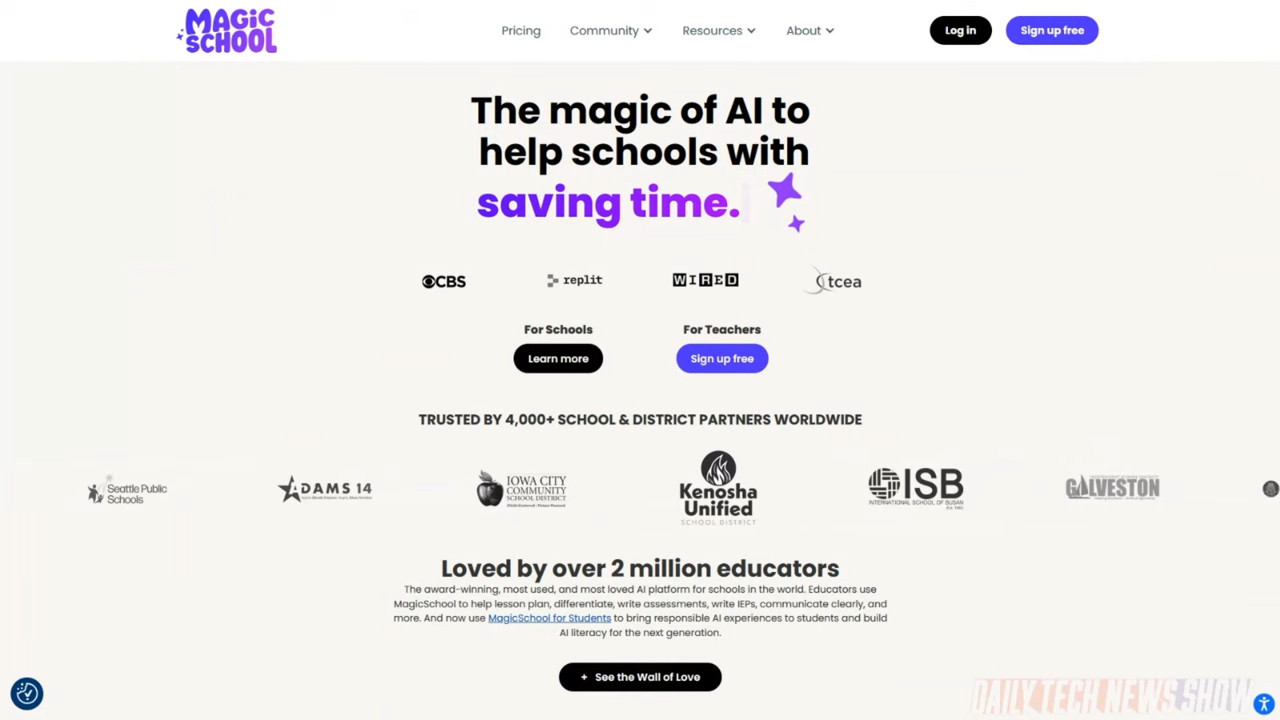 MAGiC SCHOOL
Pricing
Community
Resources
About
Log in
Sign up free
The magic of AI to
help schools with
saving time.
CBS
replit
WIRED
tcea
For Schools
For Teachers
Learn more
Sign up free
TRUSTED BY 4,000+ SCHOOL & DISTRICT PARTNERS WORLDWIDE
Seattle Public
Schools
ADAMS 14
IOWA CITY
COMMUNITY
SCHOOL DISTRICT
Kenosha
Unified
SCHOOL DISTRICT
ISB
INTERNATIONAL SCHOOL OF BUSAN
GALVESTON
Loved by over 2 million educators
The award-winning, most used, and most loved AI platform for schools in the world. Educators use
MagicSchool to help lesson plan, differentiate, write assessments, write IEPs, communicate clearly, and
more. And now use MagicSchool for Students to bring responsible AI experiences to students and build
AI literacy for the next generation.
+ See the Wall of Love
DAILY TECH NEWS SHOW